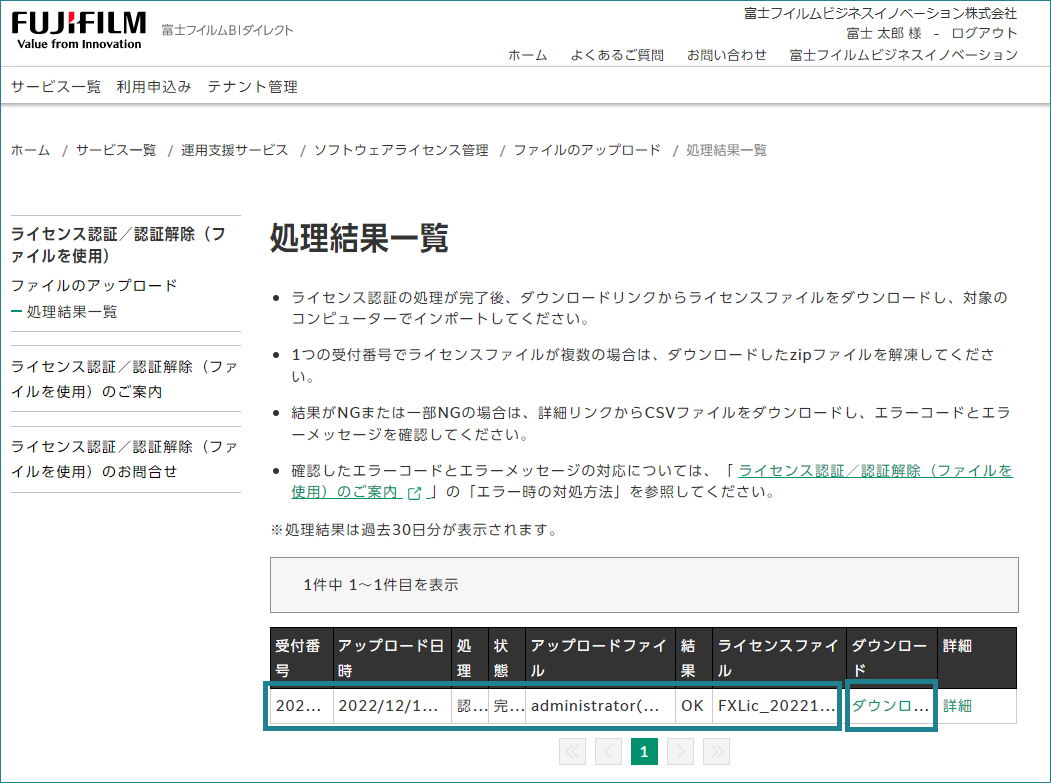 FUJIFILM
Value from Innovation
富士フイルムBIダイレクト
富士フイルムビジネスイノベーション株式会社
富士 太郎 様 - ログアウト
ホーム よくあるご質問 お問い合わせ 富士フイルムビジネスイノベーション
サービス一覧 利用申込み テナント管理
ホーム / サービス一覧 / 運用支援サービス / ソフトウェアライセンス管理 / ファイルのアップロード / 処理結果一覧
ライセンス認証／認証解除（フ
ァイルを使用）
ファイルのアップロード
処理結果一覧
ライセンス認証／認証解除（ファ
イルを使用）のご案内
ライセンス認証／認証解除（ファ
イルを使用）のお問合せ
処理結果一覧
• ライセンス認証の処理が完了後、ダウンロードリンクからライセンスファイルをダウンロードし、対象の
コンピューターでインポートしてください。
• 1つの受付番号でライセンスファイルが複数の場合は、ダウンロードしたzipファイルを解凍してくださ
い。
• 結果がNGまたは一部NGの場合は、詳細リンクからCSVファイルをダウンロードし、エラーコードとエラ
ーメッセージを確認してください。
• 確認したエラーコードとエラーメッセージの対応については、「 ライセンス認証／認証解除（ファイルを
使用）のご案内 」の「エラー時の対処方法」を参照してください。
※処理結果は過去30日分が表示されます。
1件中 1～1件目を表示
受付番号 アップロード日時 処理 状態 アップロードファイル 結果 ライセンスファイル ダウンロード 詳細
202... 2022/12/1... 認... 完... administrator(... OK FXLic_20221... ダウンロ... 詳細
1